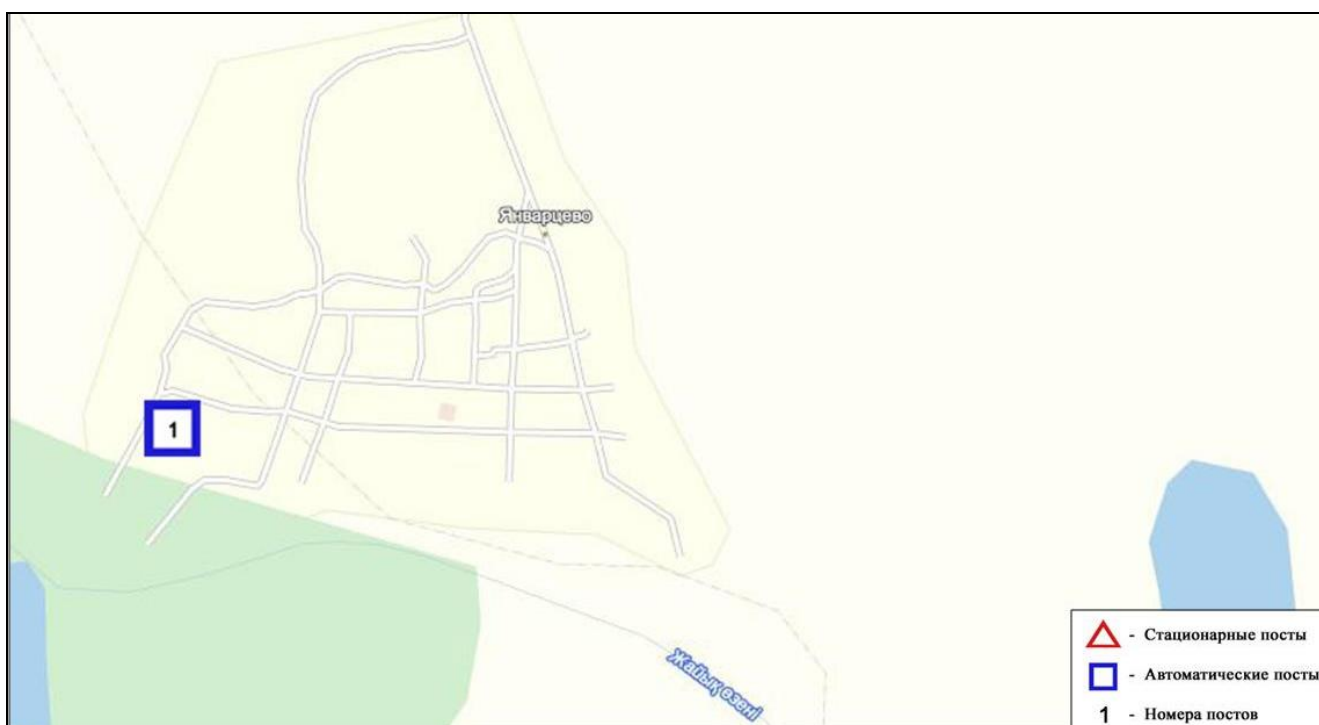 Январцево
1
Жайық өзені
- Стационарные посты
- Автоматические посты
1 - Номера постов